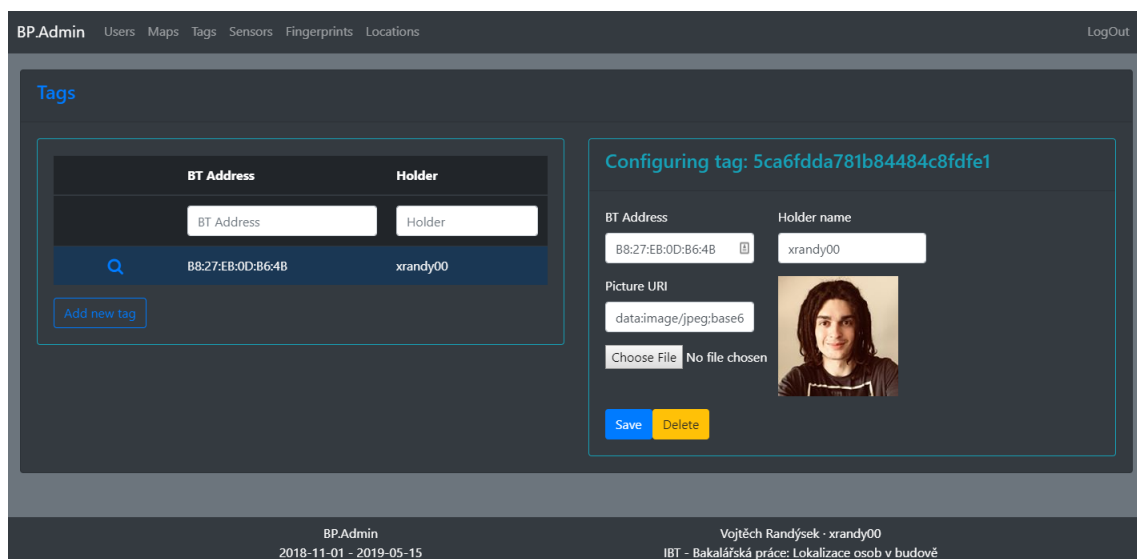 BP.Admin Users Maps Tags Sensors Fingerprints Locations LogOut
Tags
BT Address Holder
BT Address Holder
B8:27:EB:0D:B6:4B xrandy00
Add new tag
Configuring tag: 5ca6fdda781b84484c8fdfe1
BT Address Holder name
B8:27:EB:0D:B6:4B xrandy00
Picture URI
data:image/jpeg;base6
Choose File No file chosen
Save Delete
BP.Admin
2018-11-01 - 2019-05-15
Vojtěch Randýsek · xrandy00
IBT - Bakalářská práce: Lokalizace osob v budově